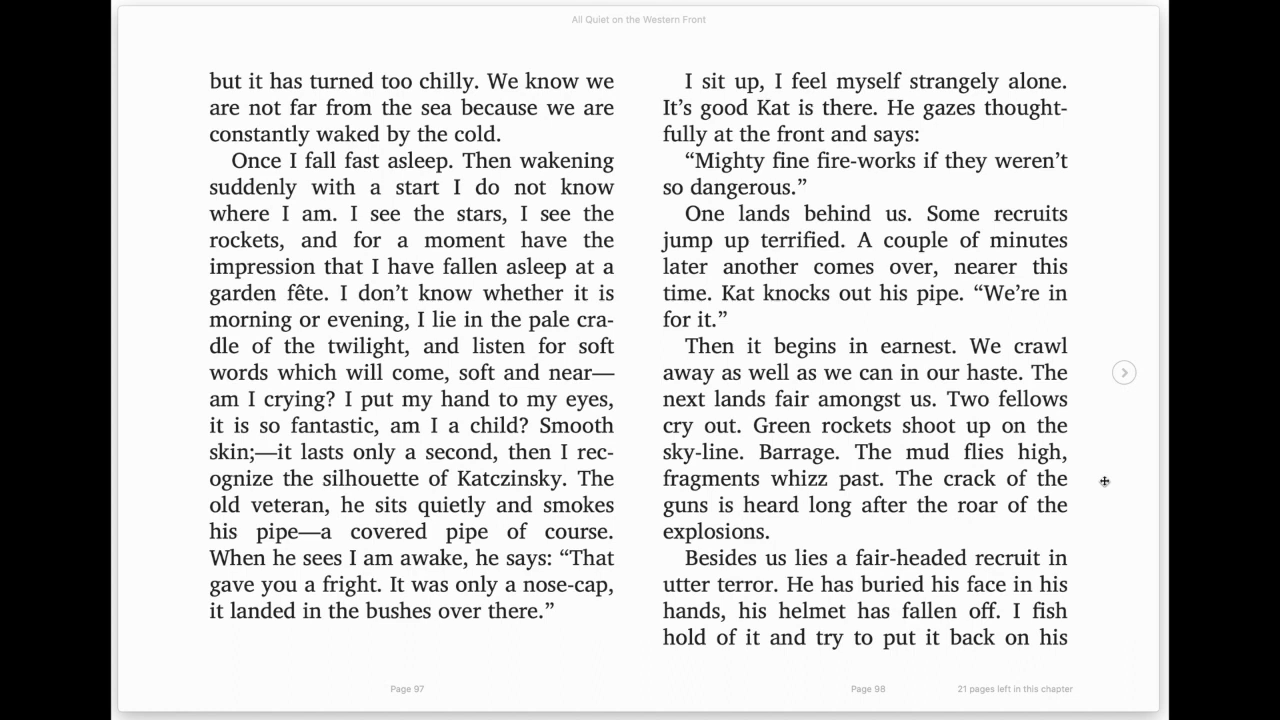 All Quiet on the Western Front
but it has turned too chilly. We know we
are not far from the sea because we are
constantly waked by the cold.
Once I fall fast asleep. Then wakening
suddenly with a start I do not know
where I am. I see the stars, I see the
rockets, and for a moment have the
impression that I have fallen asleep at a
garden fête. I don’t know whether it is
morning or evening, I lie in the pale cra-
dle of the twilight, and listen for soft
words which will come, soft and near—
am I crying? I put my hand to my eyes,
it is so fantastic, am I a child? Smooth
skin;—it lasts only a second, then I rec-
ognize the silhouette of Katczinsky. The
old veteran, he sits quietly and smokes
his pipe—a covered pipe of course.
When he sees I am awake, he says: “That
gave you a fright. It was only a nose-cap,
it landed in the bushes over there.”
Page 97
I sit up, I feel myself strangely alone.
It’s good Kat is there. He gazes thought-
fully at the front and says:
“Mighty fine fire-works if they weren’t
so dangerous.”
One lands behind us. Some recruits
jump up terrified. A couple of minutes
later another comes over, nearer this
time. Kat knocks out his pipe. “We’re in
for it.”
Then it begins in earnest. We crawl
away as well as we can in our haste. The
next lands fair amongst us. Two fellows
cry out. Green rockets shoot up on the
sky-line. Barrage. The mud flies high,
fragments whizz past. The crack of the
guns is heard long after the roar of the
explosions.
Besides us lies a fair-headed recruit in
utter terror. He has buried his face in his
hands, his helmet has fallen off. I fish
hold of it and try to put it back on his
Page 98
21 pages left in this chapter